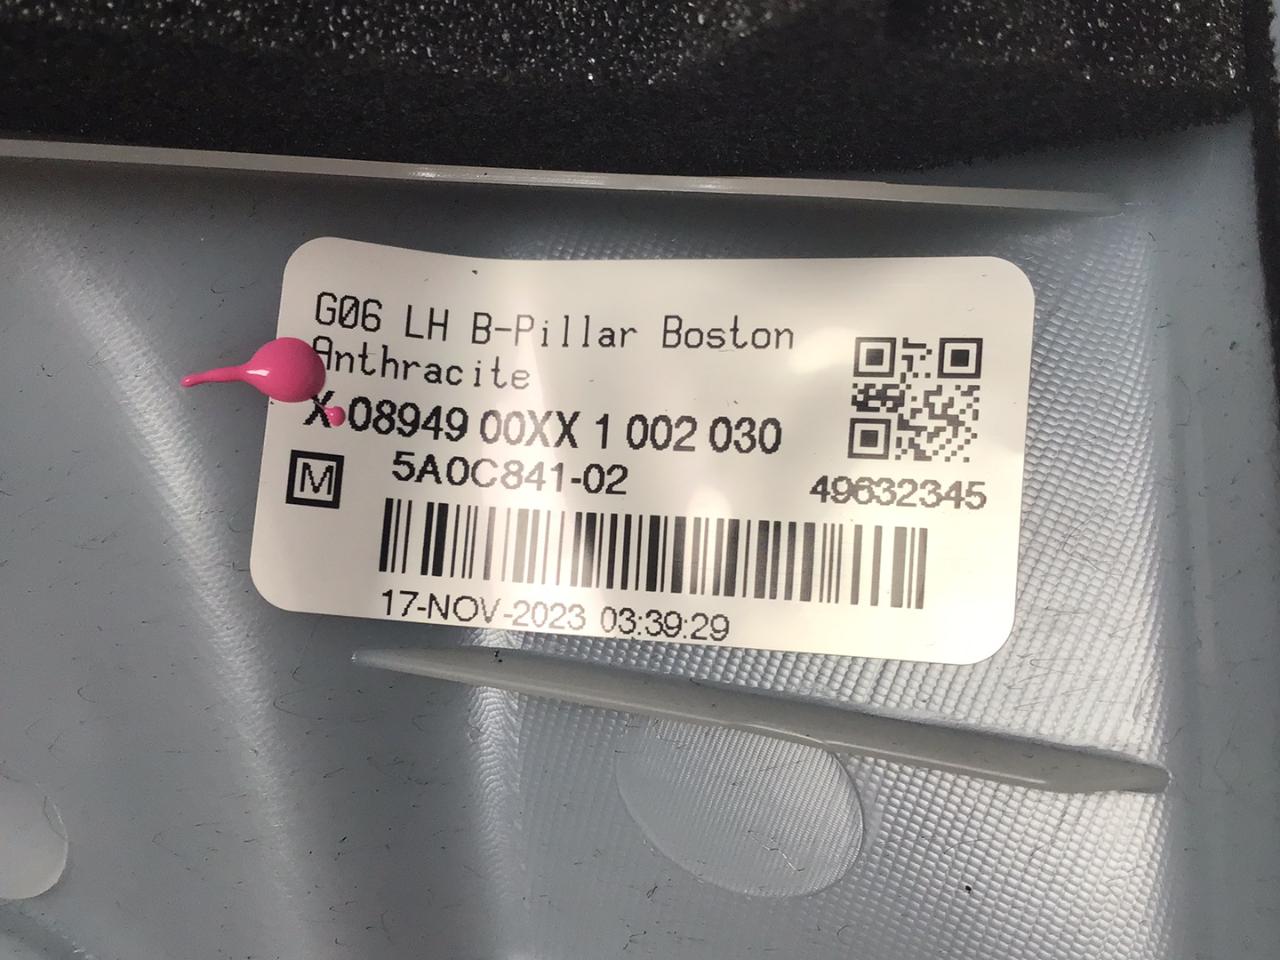 G06 LH B-Pillar Boston
Anthracite
X 08949 00XX 1 002 030
M
5A0C841-02
49632345
17-NOV-2023 03:39:29